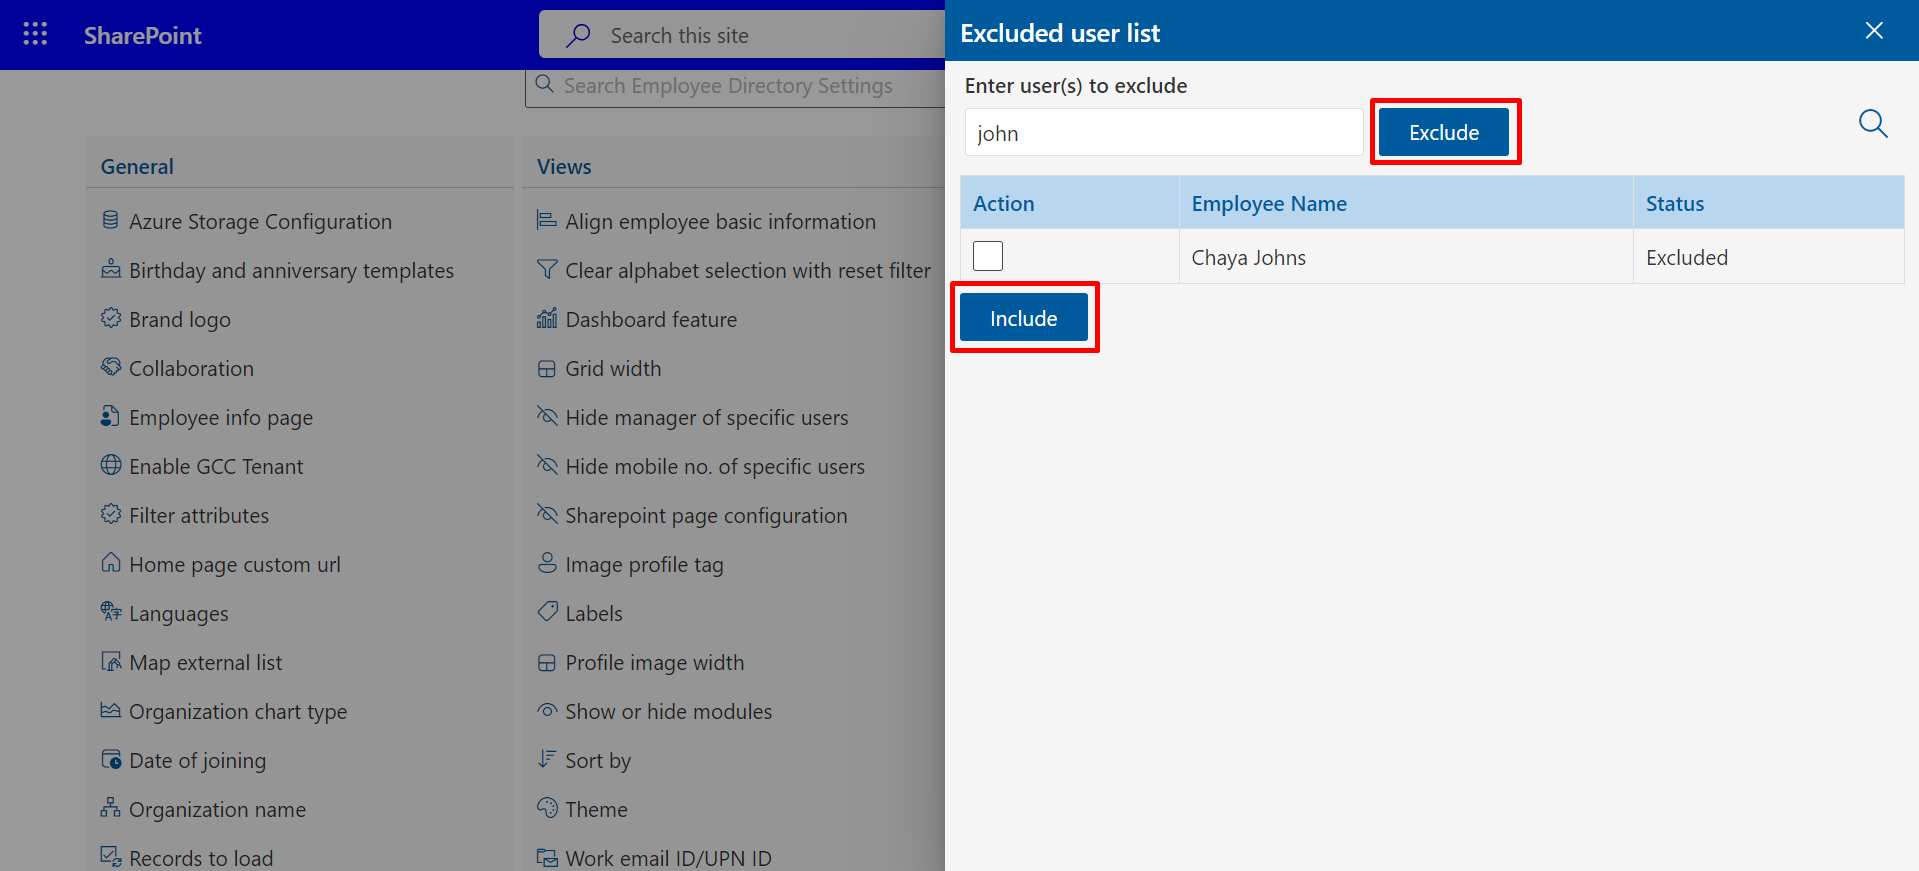 SharePoint
Search this site
Search Employee Directory Settings
General
Azure Storage Configuration
Birthday and anniversary templates
Brand logo
Collaboration
Employee info page
Enable GCC Tenant
Filter attributes
Home page custom url
Languages
Map external list
Organization chart type
Date of joining
Organization name
Records to load
Views
Align employee basic information
Clear alphabet selection with reset filter
Dashboard feature
Grid width
Hide manager of specific users
Hide mobile no. of specific users
Sharepoint page configuration
Image profile tag
Labels
Profile image width
Show or hide modules
Sort by
Theme
Work email ID/UPN ID
Excluded user list
Enter user(s) to exclude
john
Exclude
Action Employee Name Status
Chaya Johns Excluded
Include